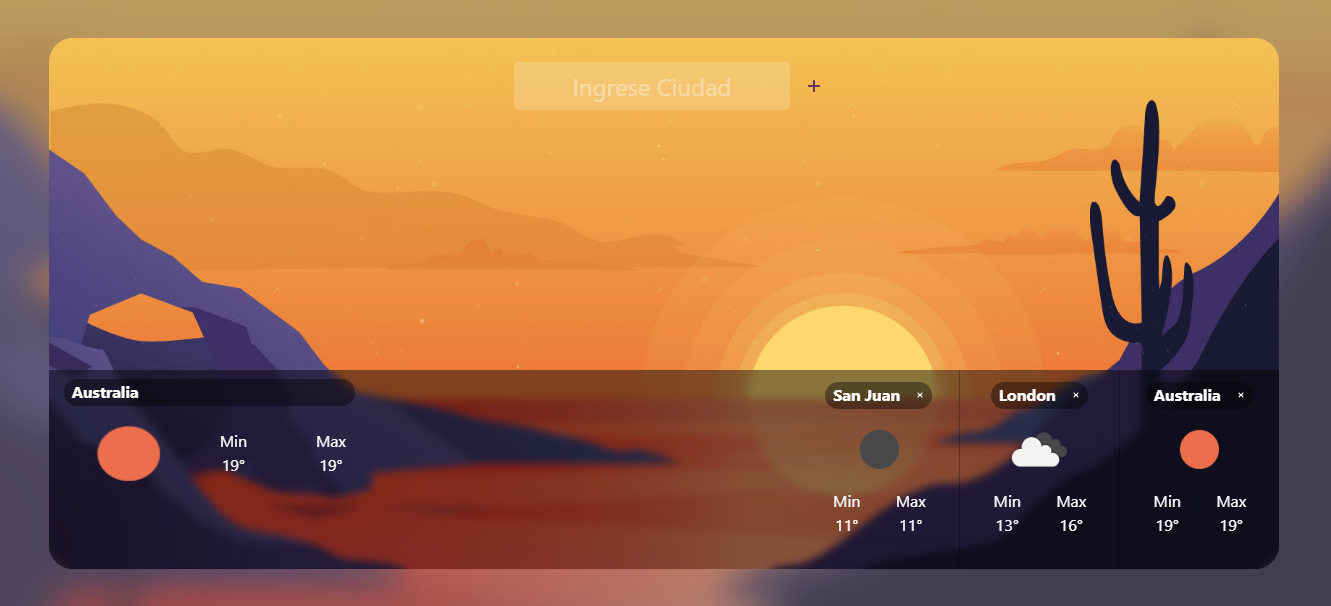 Ingrese Ciudad +
Australia
Min Max
19° 19°
San Juan ×
Min Max
11° 11°
London ×
Min Max
13° 16°
Australia ×
Min Max
19° 19°